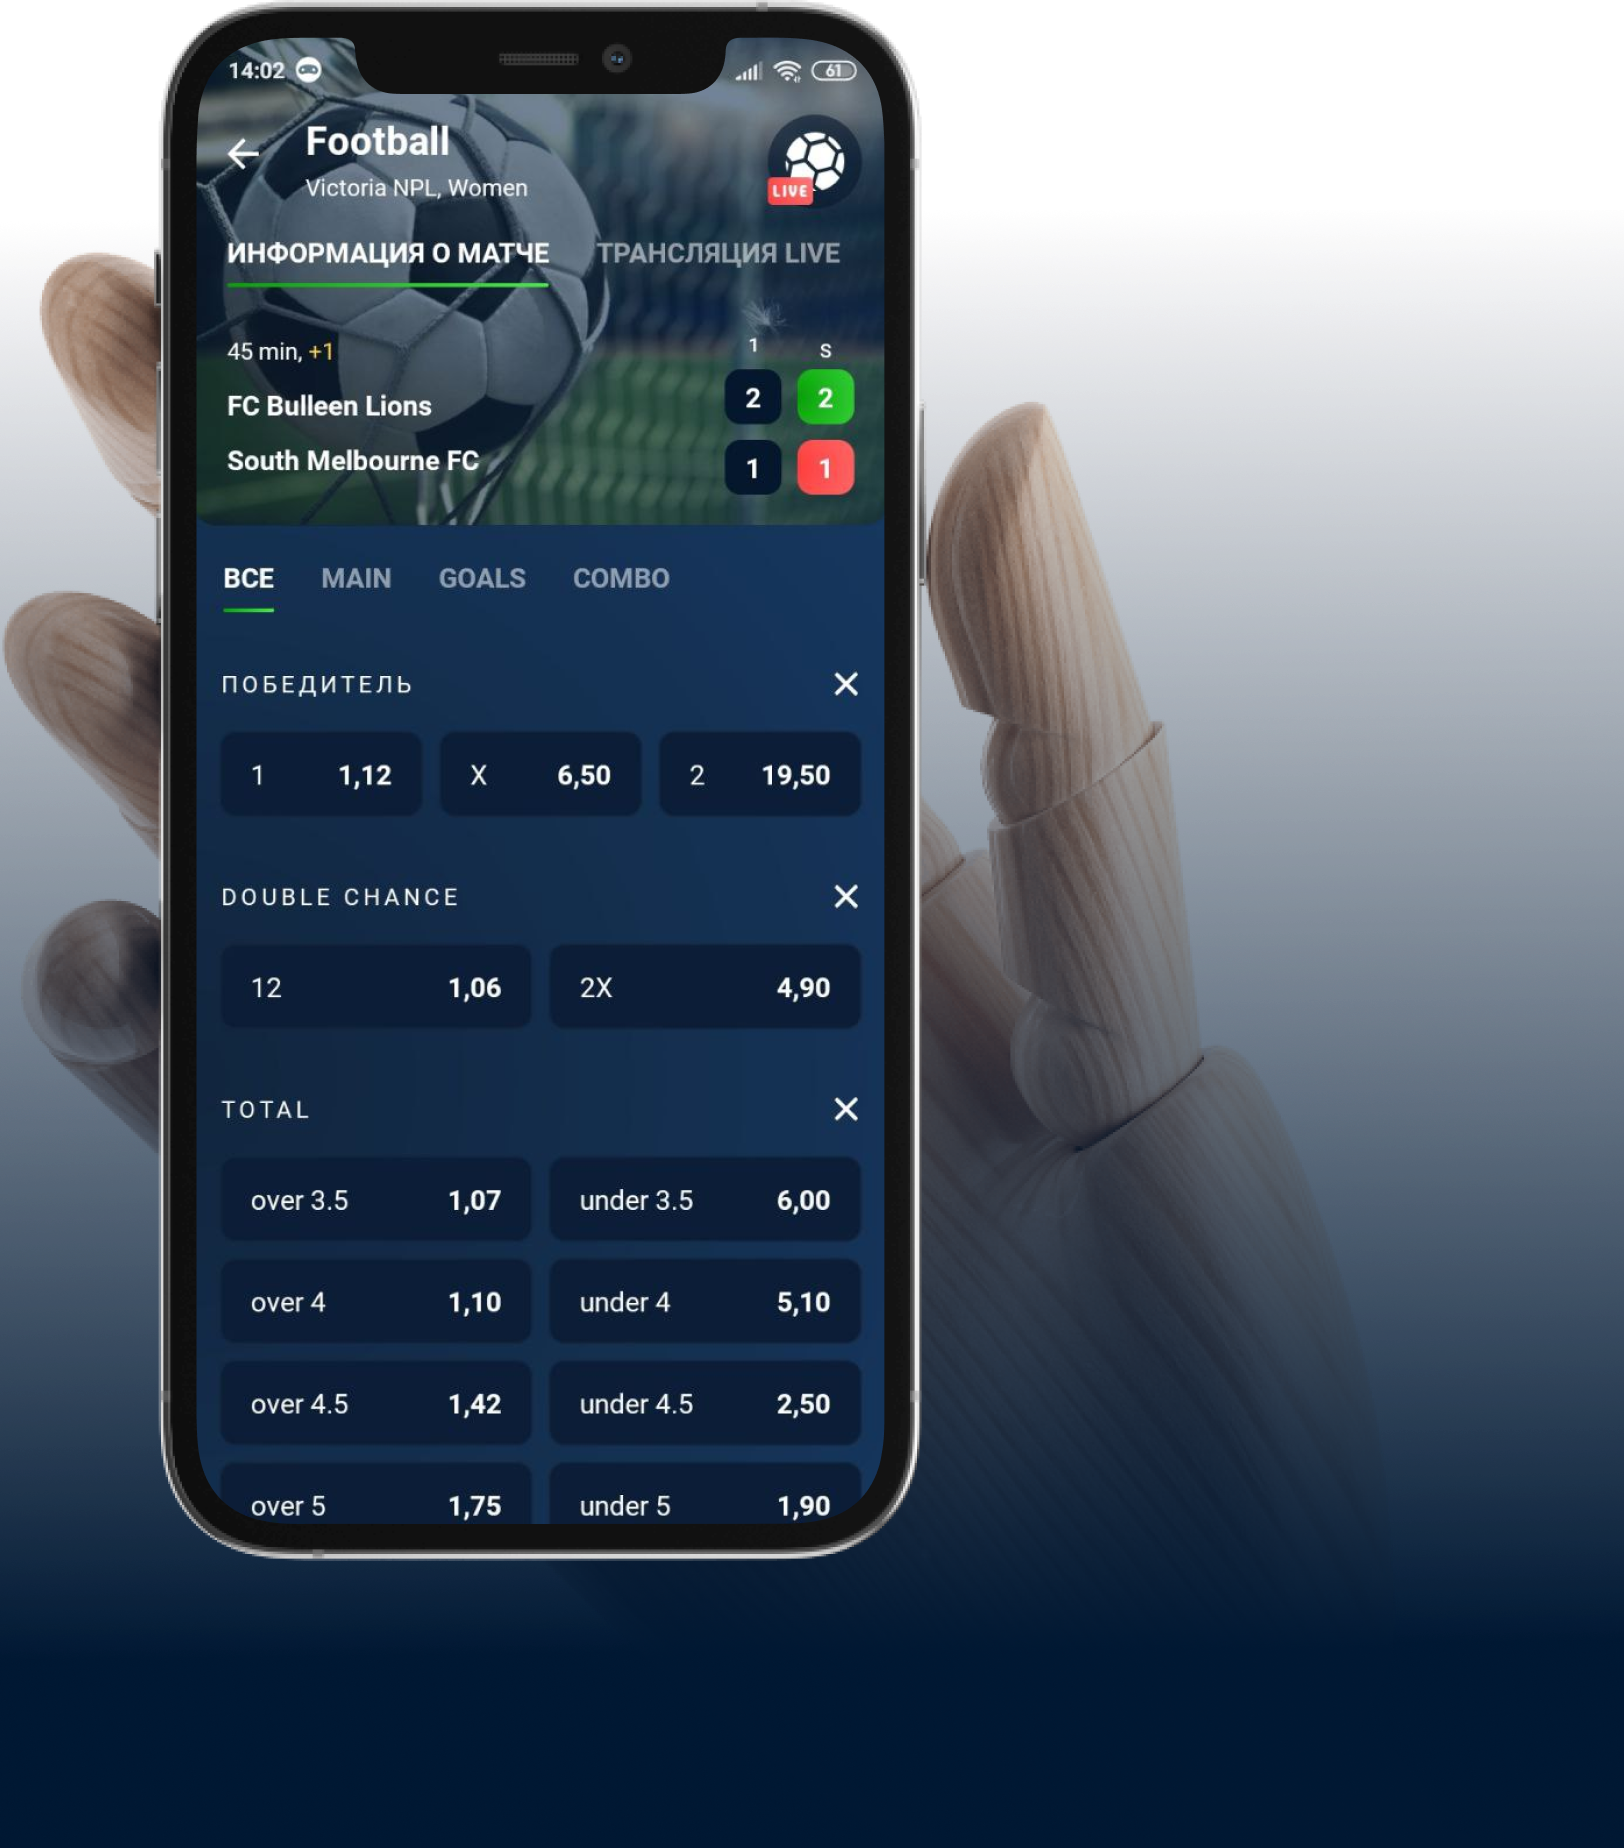 14:02 61
Football
Victoria NPL, Women
LIVE
ИНФОРМАЦИЯ О МАТЧЕ ТРАНСЛЯЦИЯ LIVE
45 min, +1 1 S
FC Bulleen Lions 2 2
South Melbourne FC 1 1
ВСЕ MAIN GOALS COMBO
ПОБЕДИТЕЛЬ
1 1,12 X 6,50 2 19,50
DOUBLE CHANCE
12 1,06 2X 4,90
TOTAL
over 3.5 1,07 under 3.5 6,00
over 4 1,10 under 4 5,10
over 4.5 1,42 under 4.5 2,50
over 5 1,75 under 5 1,90